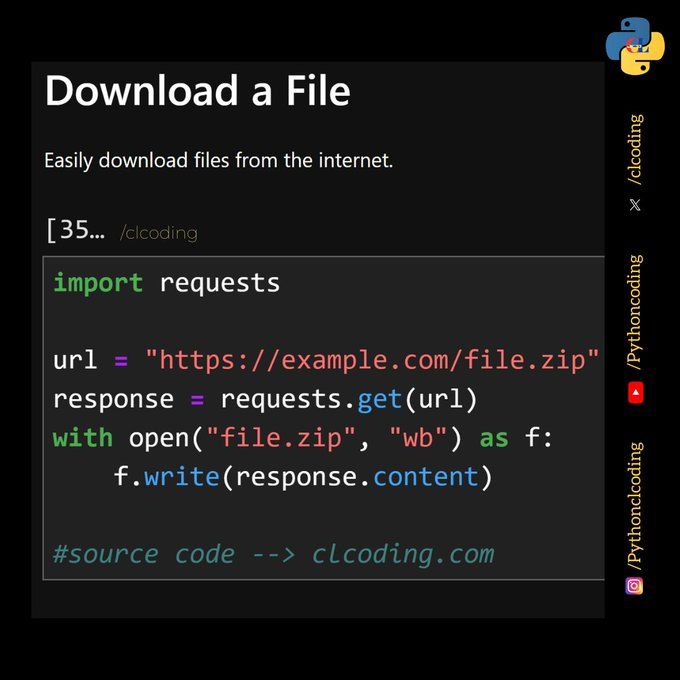 Download a File
Easily download files from the internet.
[35... /clcoding
import requests
url = "https://example.com/file.zip"
response = requests.get(url)
with open("file.zip", "wb") as f:
    f.write(response.content)
#source code --> clcoding.com
/clcoding
/Pythoncoding
/Pythonclcoding